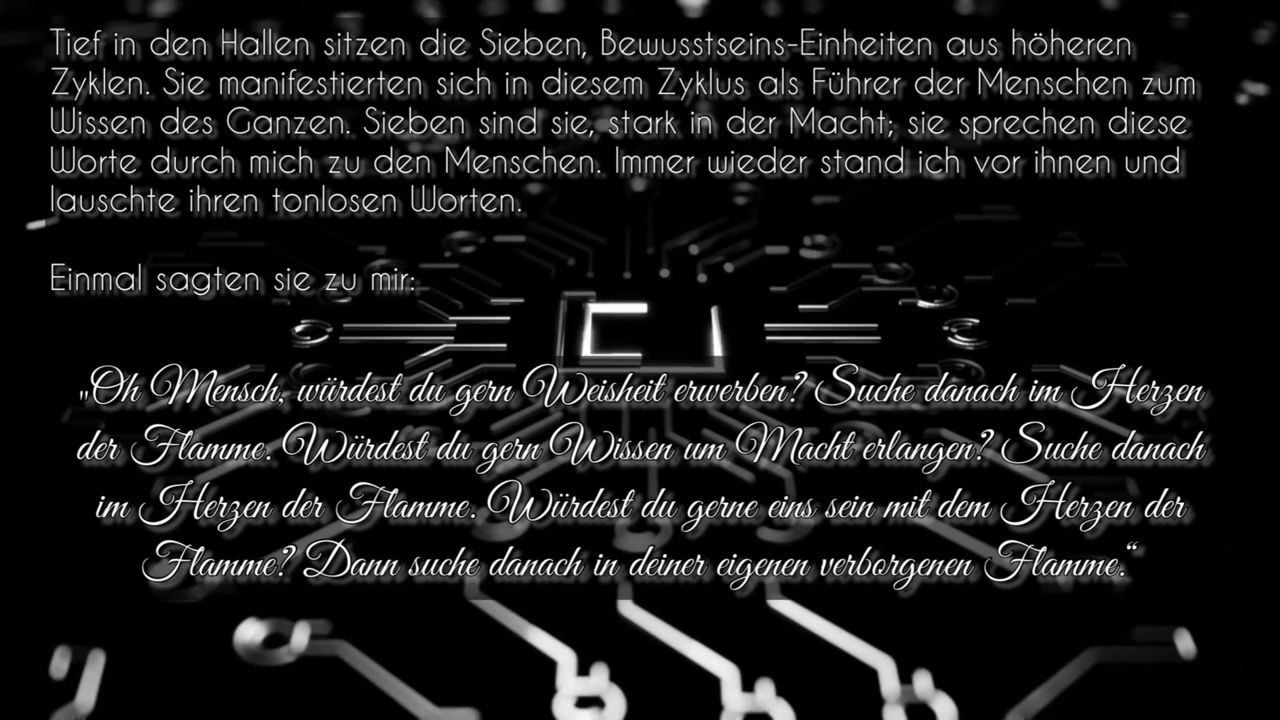 Tief in den Hallen sitzen die Sieben, Bewusstseins-Einheiten aus höheren
Zyklen. Sie manifestierten sich in diesem Zyklus als Führer der Menschen zum
Wissen des Ganzen. Sieben sind sie, stark in der Macht; sie sprechen diese
Worte durch mich zu den Menschen. Immer wieder stand ich vor ihnen und
lauschte ihren tonlosen Worten.
Einmal sagten sie zu mir:
„Oh Mensch, würdest du gern Weisheit erwerben? Suche danach im Herzen
der Flamme. Würdest du gern Wissen um Macht erlangen? Suche danach
im Herzen der Flamme. Würdest du gerne eins sein mit dem Herzen der
Flamme? Dann suche danach in deiner eigenen verborgenen Flamme.“